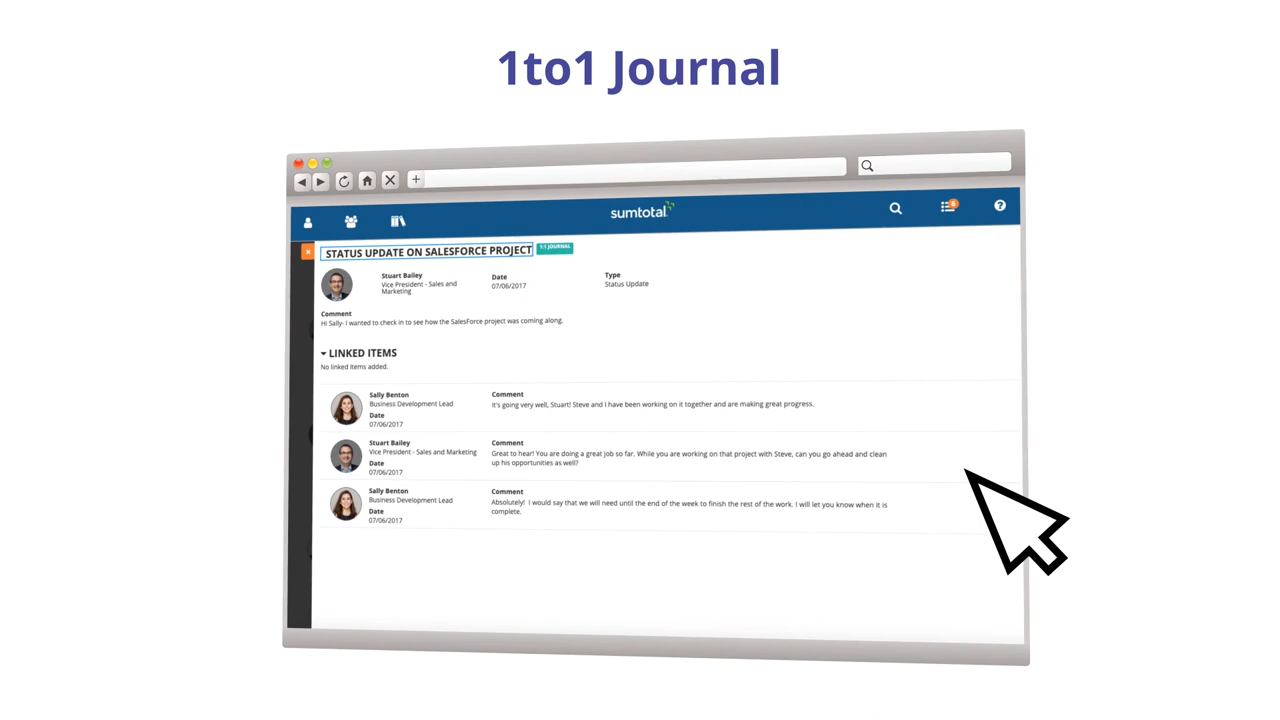 1to1 Journal
sumtotal
6
STATUS UPDATE ON SALESFORCE PROJECT
1:1 JOURNAL
Stuart Bailey
Vice President - Sales and
Marketing
Date
07/06/2017
Type
Status Update
Comment
Hi Sally- I wanted to check in to see how the SalesForce project was coming along.
LINKED ITEMS
No linked items added.
Sally Benton
Business Development Lead
Date
07/06/2017
Comment
It's going very well, Stuart! Steve and I have been working on it together and are making great progress.
Stuart Bailey
Vice President - Sales and Marketing
Date
07/06/2017
Comment
Great to hear! You are doing a great job so far. While you are working on that project with Steve, can you go ahead and clean
up his opportunities as well?
Sally Benton
Business Development Lead
Date
07/06/2017
Comment
Absolutely! I would say that we will need until the end of the week to finish the rest of the work. I will let you know when it is
complete.